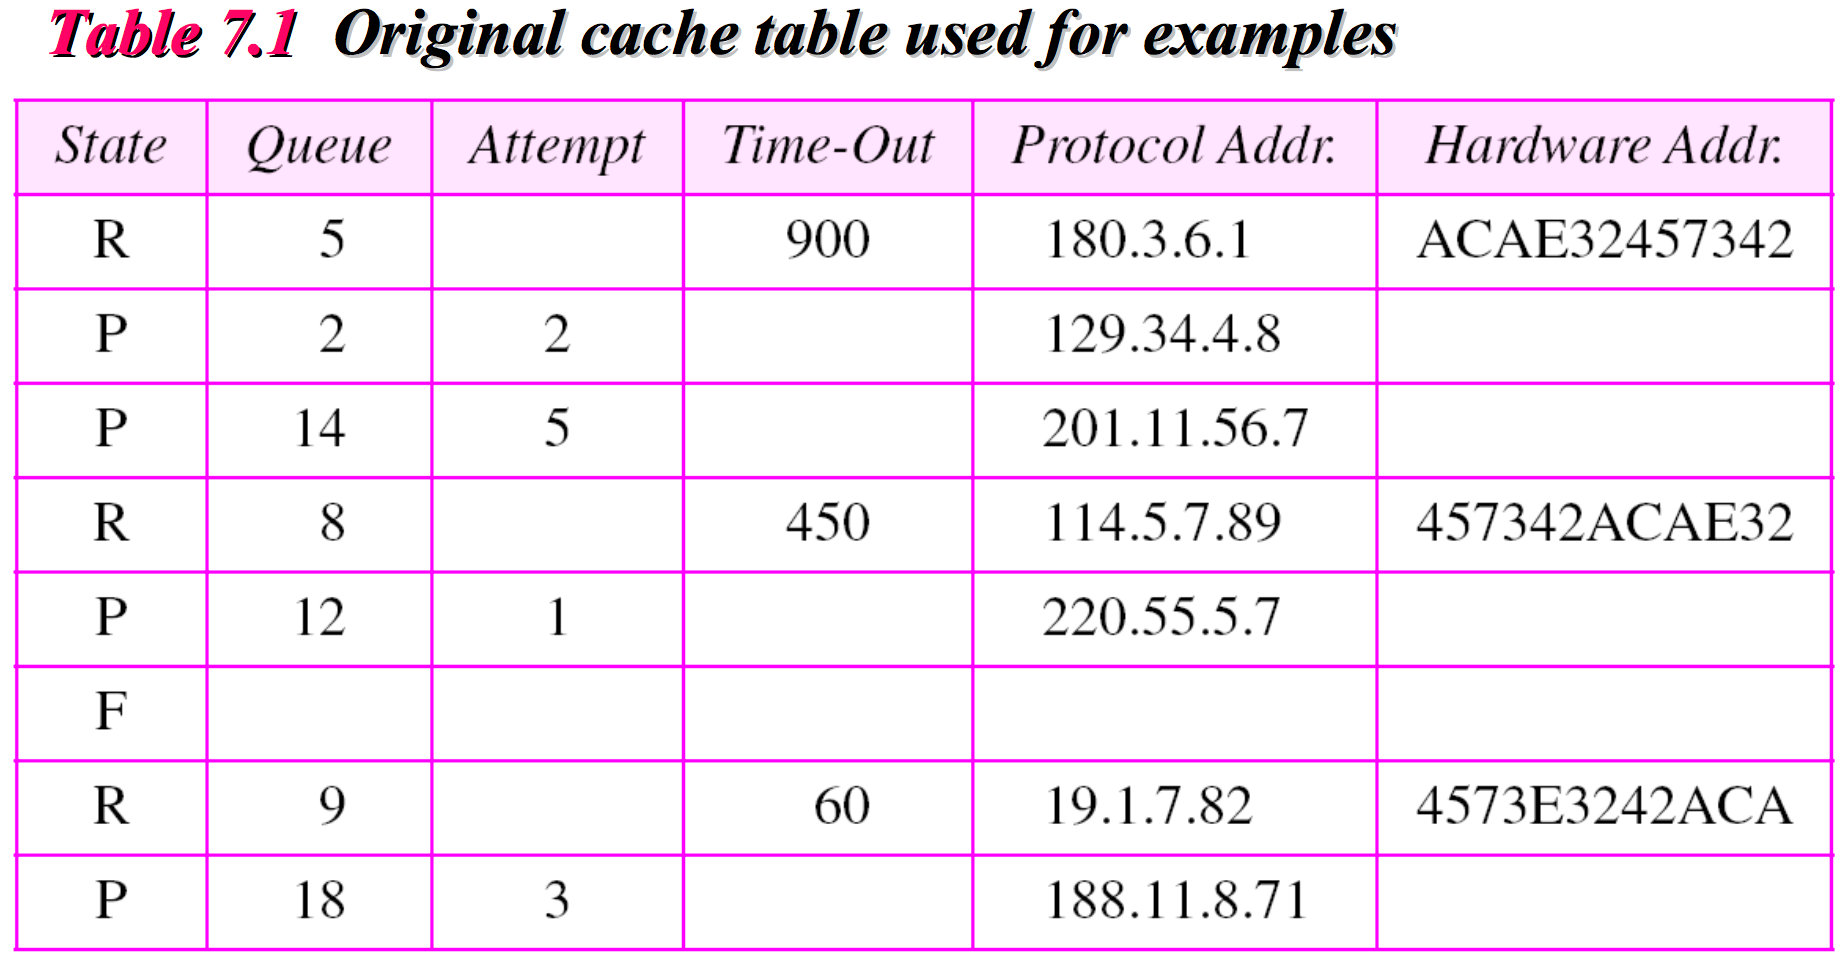 Table 7.1 Original cache table used for examples
State Queue Attempt Time-Out Protocol Addr. Hardware Addr.
R 5 900 180.3.6.1 ACAE32457342
P 2 2 129.34.4.8
P 14 5 201.11.56.7
R 8 450 114.5.7.89 457342ACAE32
P 12 1 220.55.5.7
F
R 9 60 19.1.7.82 4573E3242ACA
P 18 3 188.11.8.71